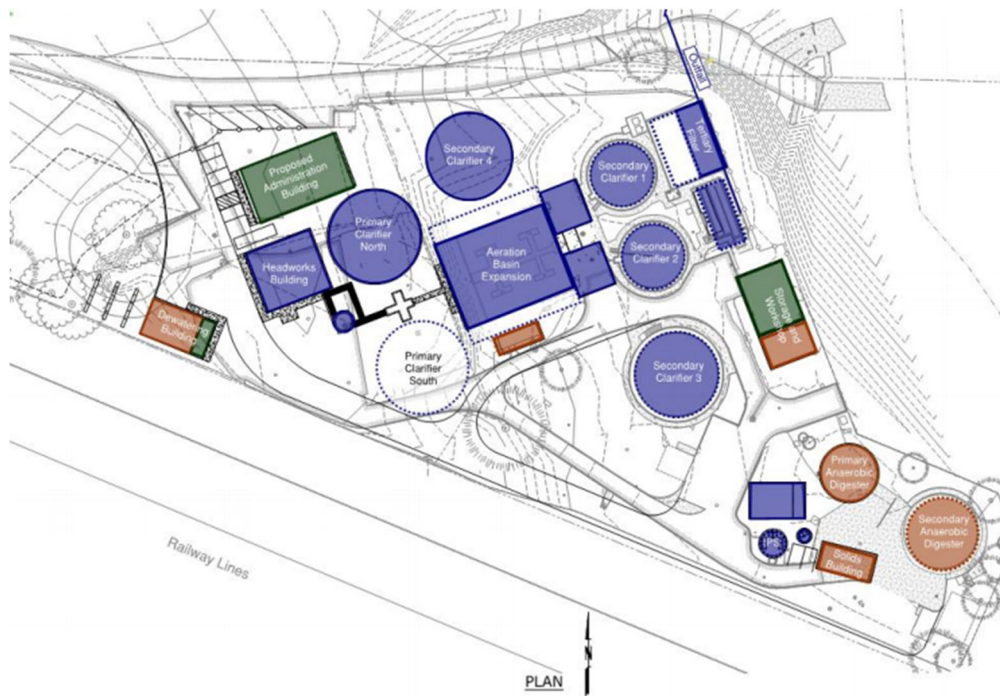 Outfall
Tertiary
Filter
Secondary
Clarifier 4
Secondary
Clarifier 1
Proposed
Administration
Building
Primary
Clarifier
North
Secondary
Clarifier 2
Aeration
Basin
Expansion
Headworks
Building
Storage and
Workshop
Dewatering
Building
Primary
Clarifier
South
Secondary
Clarifier 3
Primary
Anaerobic
Digester
Secondary
Anaerobic
Digester
IPS
Solids
Building
Railway Lines
N
PLAN